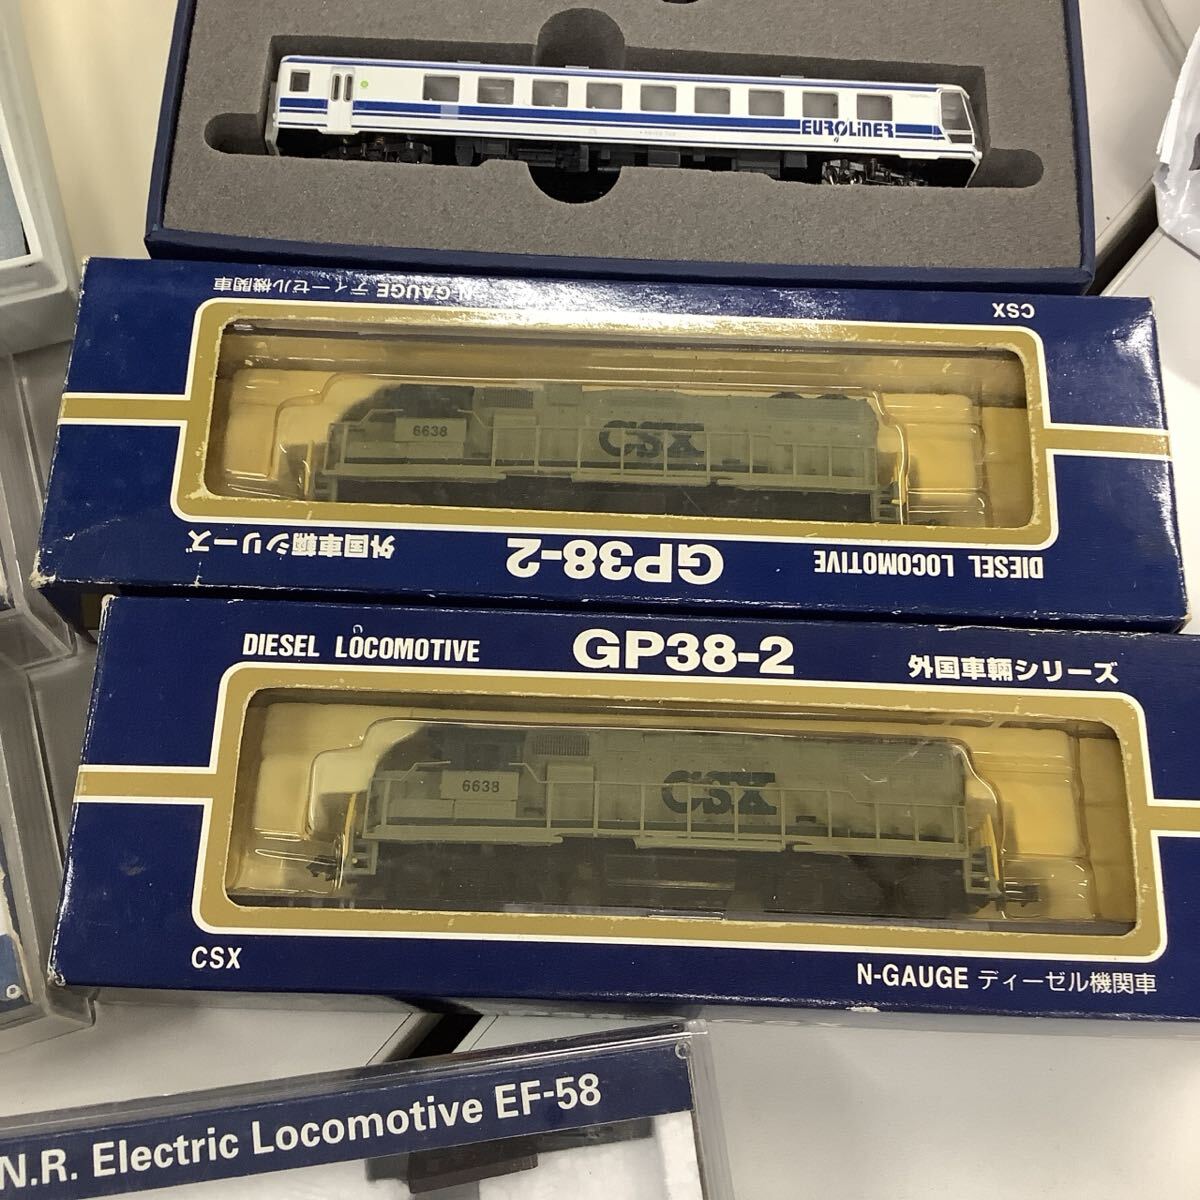 EUROLINER
N-GAUGE ディーゼル機関車
CSX
6638
CSX
外国車輛シリーズ
GP38-2
DIESEL LOCOMOTIVE
DIESEL LOCOMOTIVE
GP38-2
外国車輛シリーズ
6638
CSX
CSX
N-GAUGE ディーゼル機関車
N.R. Electric Locomotive EF-58